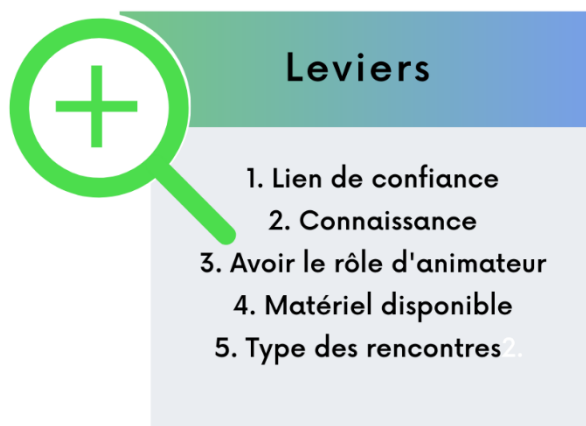 Leviers
1. Lien de confiance
2. Connaissance
3. Avoir le rôle d'animateur
4. Matériel disponible
5. Type des rencontres2.